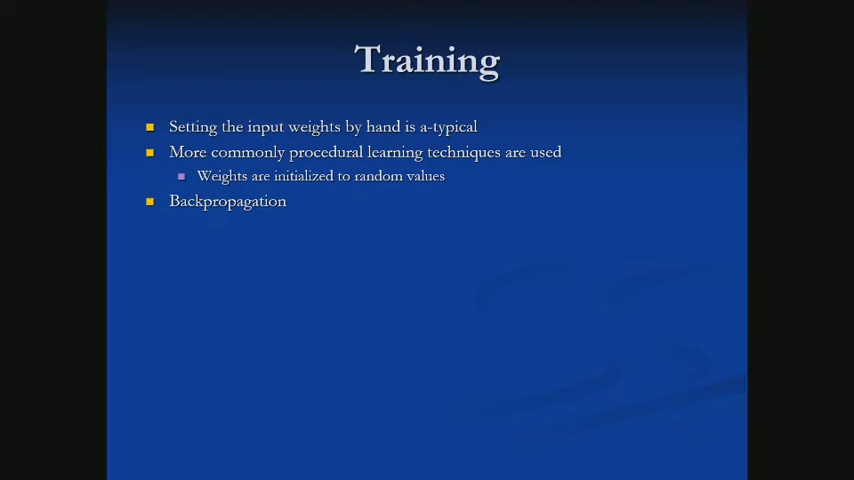 Training
Setting the input weights by hand is a-typical
More commonly procedural learning techniques are used
Weights are initialized to random values
Backpropagation